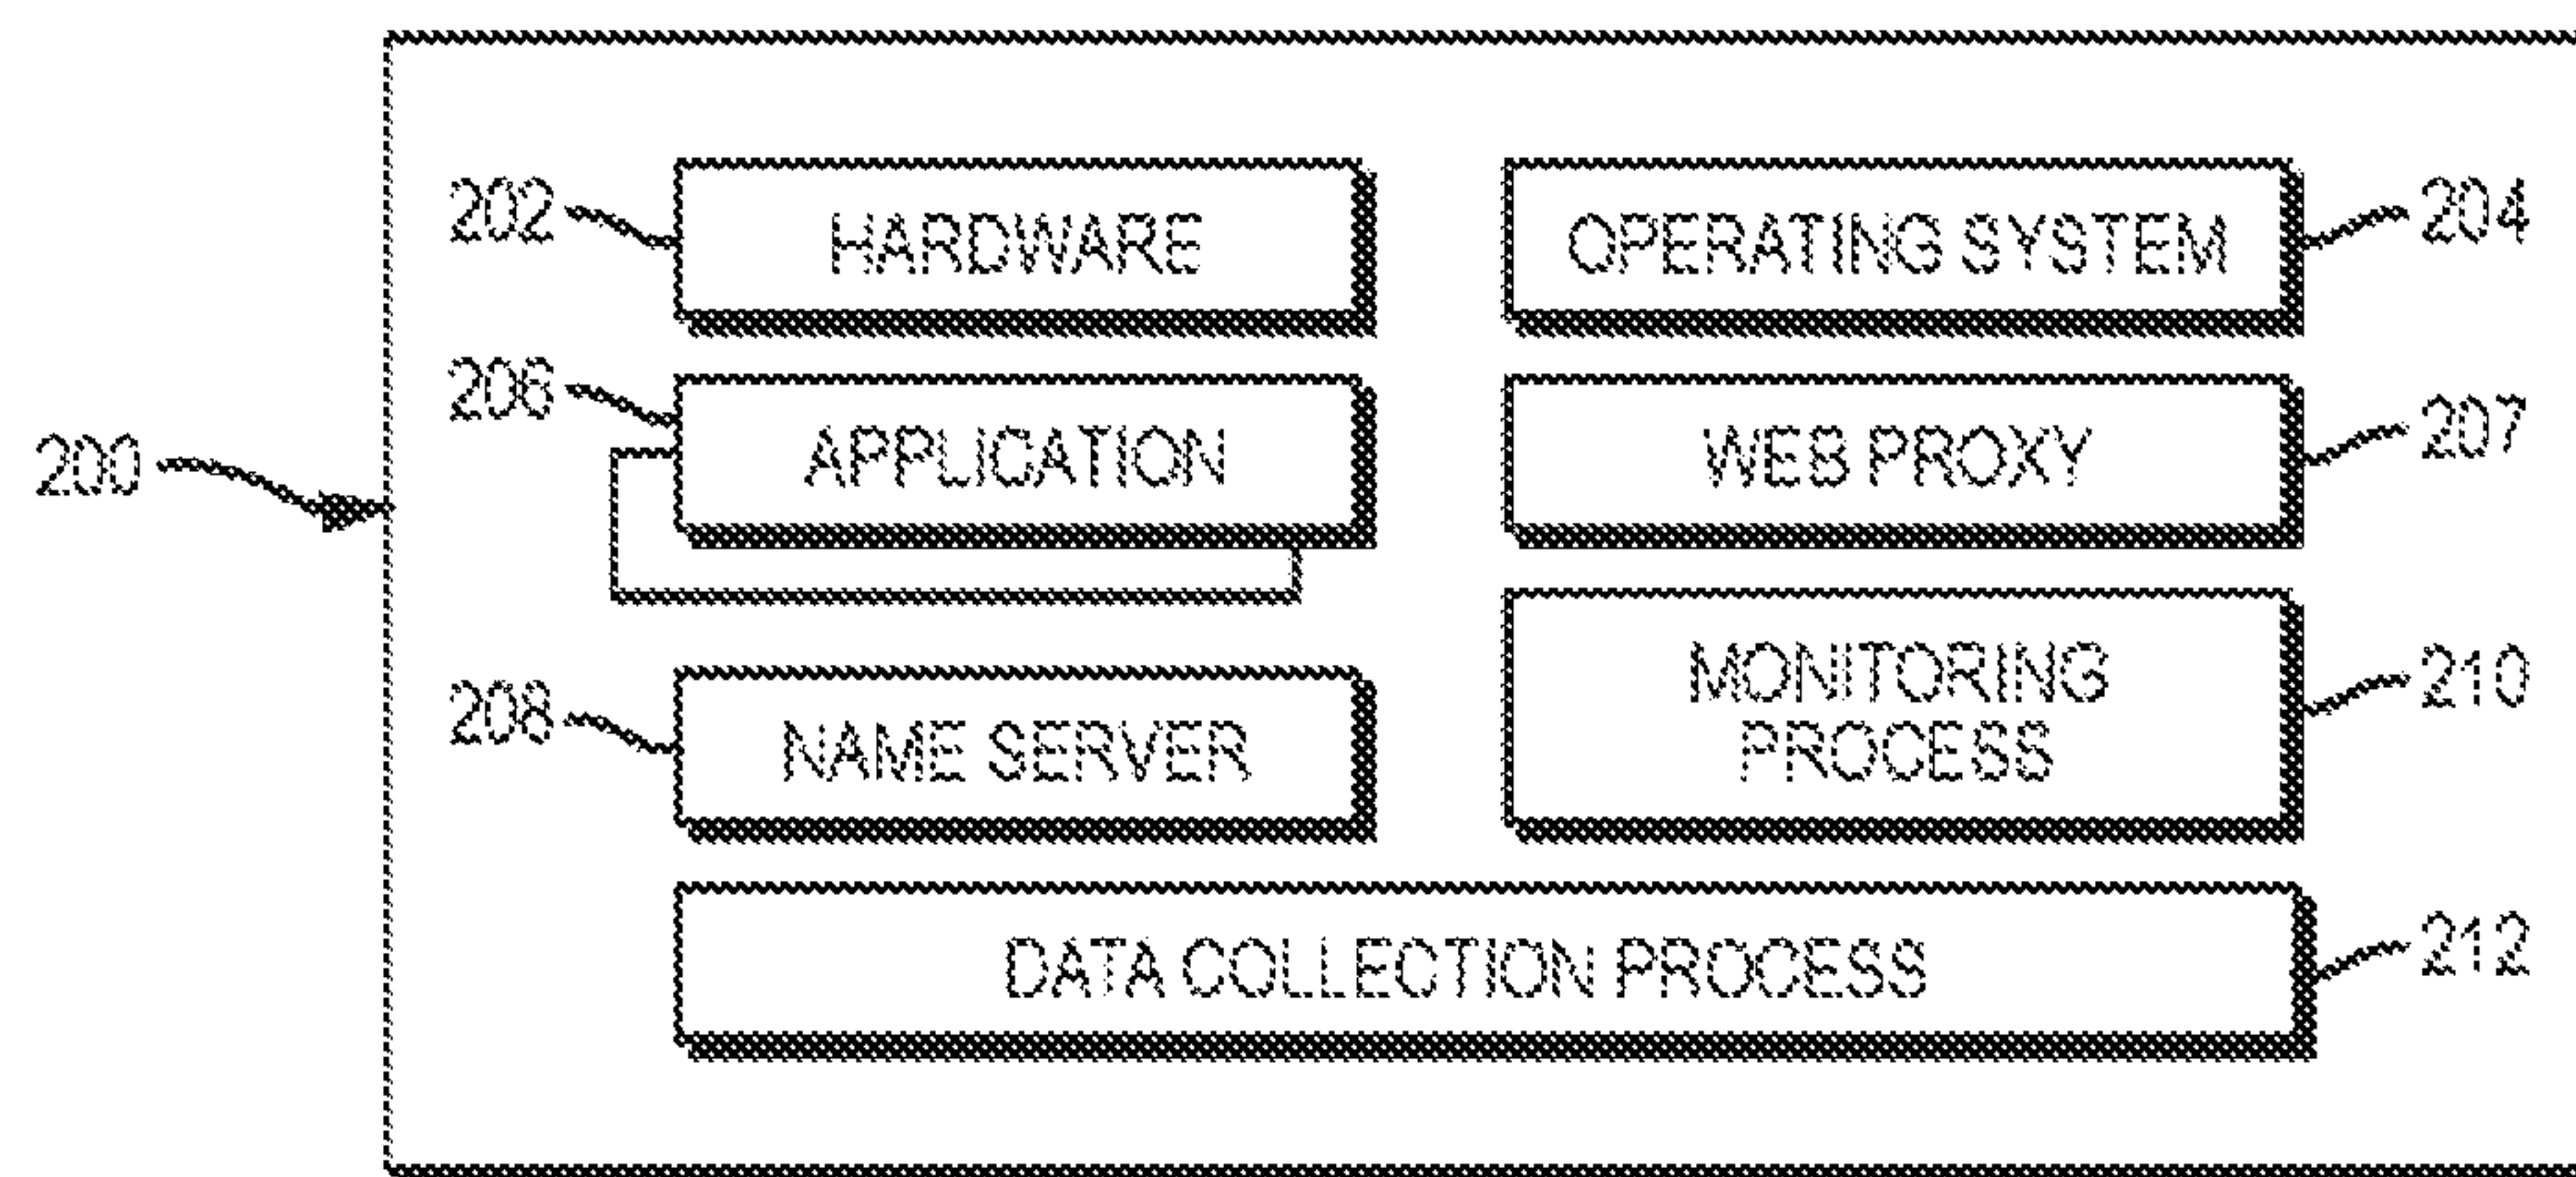 202 HARDWARE OPERATING SYSTEM 204
206 APPLICATION WEB PROXY 207
200
208 NAME SERVER MONITORING PROCESS 210
DATA COLLECTION PROCESS 212